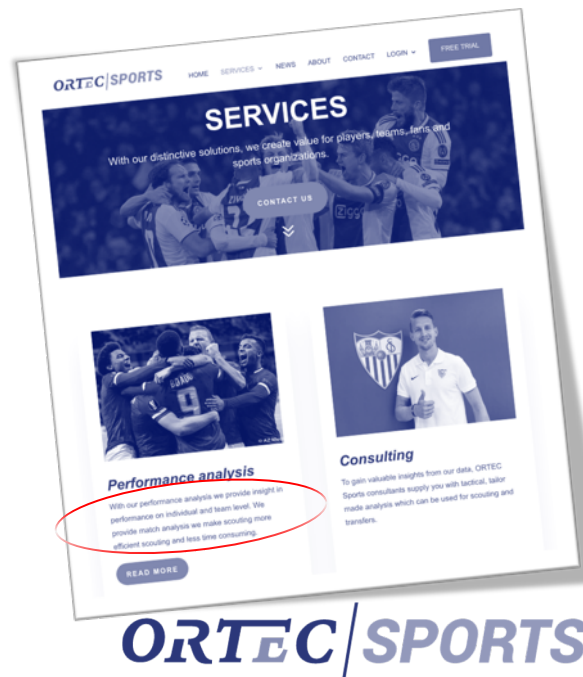 ORTEC SPORTS
HOME SERVICES NEWS ABOUT CONTACT LOGIN FREE TRIAL
SERVICES
With our distinctive solutions, we create value for players, teams, fans and
sports organizations.
CONTACT US
Performance analysis
With our performance analysis we provide insight in
performance on individual and team level. We
provide match analysis we make scouting more
efficient scouting and less time consuming.
READ MORE
Consulting
To gain valuable insights from our data, ORTEC
Sports consultants supply you with tactical, tailor
made analysis which can be used for scouting and
transfers.
ORTEC SPORTS